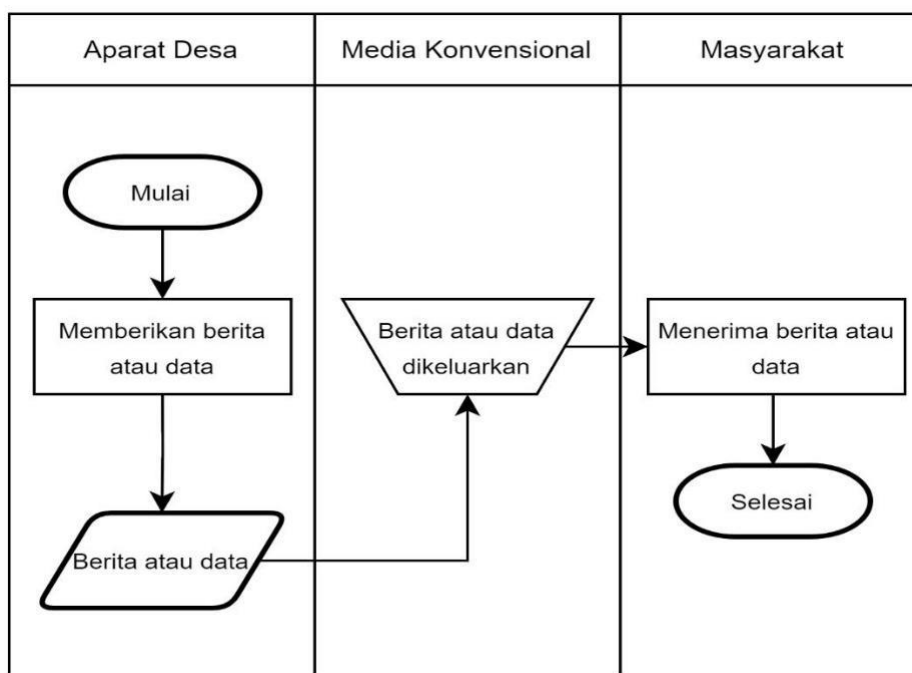 Aparat Desa
Media Konvensional
Masyarakat
Mulai
Memberikan berita
atau data
Berita atau data
Berita atau data
dikeluarkan
Menerima berita atau
data
Selesai